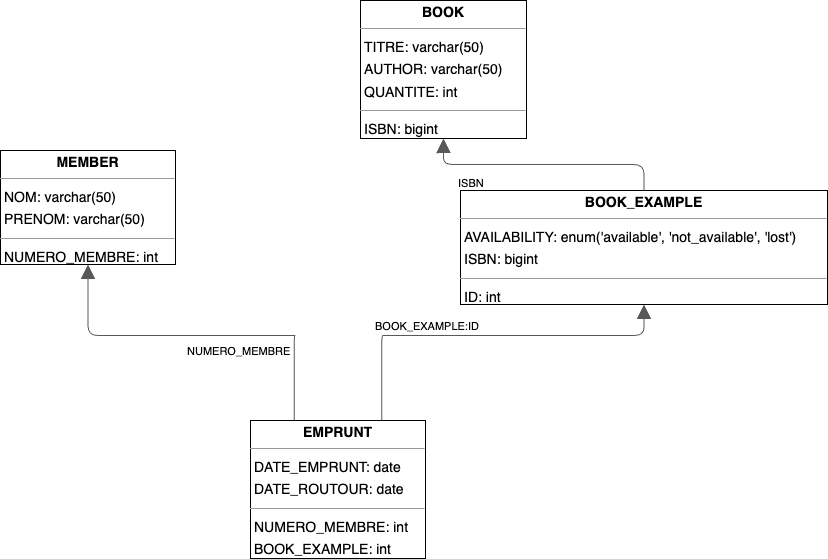 BOOK
TITRE: varchar(50)
AUTHOR: varchar(50)
QUANTITE: int
ISBN: bigint
MEMBER
NOM: varchar(50)
PRENOM: varchar(50)
NUMERO_MEMBRE: int
ISBN
BOOK_EXAMPLE
AVAILABILITY: enum('available', 'not_available', 'lost')
ISBN: bigint
ID: int
NUMERO_MEMBRE
BOOK_EXAMPLE:ID
EMPRUNT
DATE_EMPRUNT: date
DATE_ROUTOUR: date
NUMERO_MEMBRE: int
BOOK_EXAMPLE: int